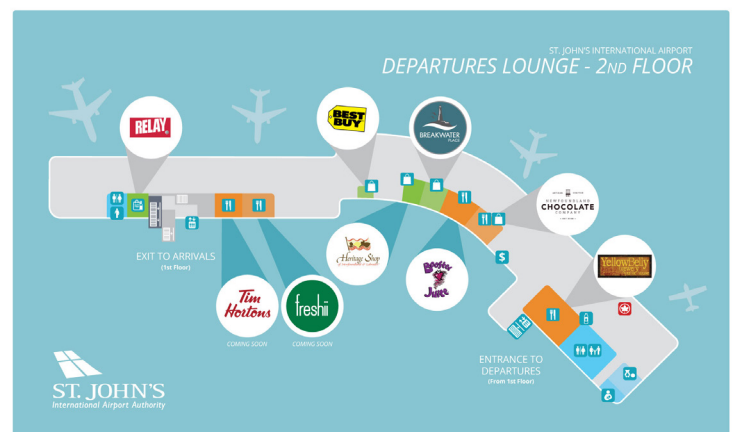 ST. JOHN'S INTERNATIONAL AIRPORT
DEPARTURES LOUNGE - 2ND FLOOR
RELAY
BEST
BUY
BREAKWATER
PLACE
NEWFOUNDLAND
CHOCOLATE
COMPANY
EXIT TO ARRIVALS
(1st Floor)
Heritage Shop
Booster
Juice
$
YellowBelly
Tim
Hortons
freshii
COMING SOON
COMING SOON
ENTRANCE TO
DEPARTURES
(From 1st Floor)
ST. JOHN'S
International Airport Authority